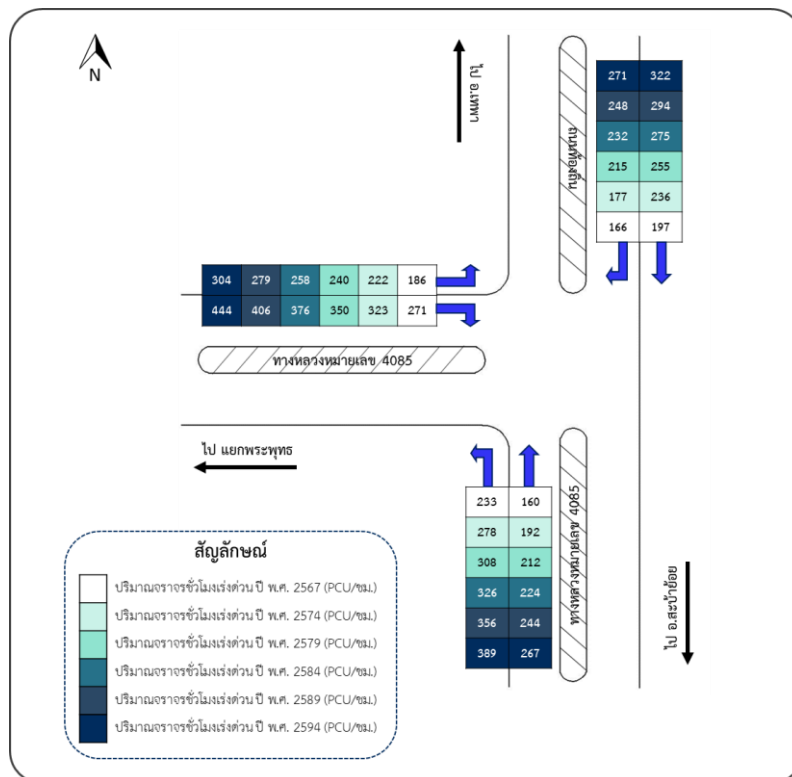 N
ไป อ.เทพา
ถนนท้องถิ่น
271 322
248 294
232 275
215 255
177 236
166 197
304 279 258 240 222 186
444 406 376 350 323 271
ทางหลวงหมายเลข 4085
ไป แยกพระพุทธ
233 160
278 192
308 212
326 224
356 244
389 267
ทางหลวงหมายเลข 4085
ไป อ.สะบ้าย้อย
สัญลักษณ์
ปริมาณจราจรชั่วโมงเร่งด่วน ปี พ.ศ. 2567 (PCU/ชม.)
ปริมาณจราจรชั่วโมงเร่งด่วน ปี พ.ศ. 2574 (PCU/ชม.)
ปริมาณจราจรชั่วโมงเร่งด่วน ปี พ.ศ. 2579 (PCU/ชม.)
ปริมาณจราจรชั่วโมงเร่งด่วน ปี พ.ศ. 2584 (PCU/ชม.)
ปริมาณจราจรชั่วโมงเร่งด่วน ปี พ.ศ. 2589 (PCU/ชม.)
ปริมาณจราจรชั่วโมงเร่งด่วน ปี พ.ศ. 2594 (PCU/ชม.)